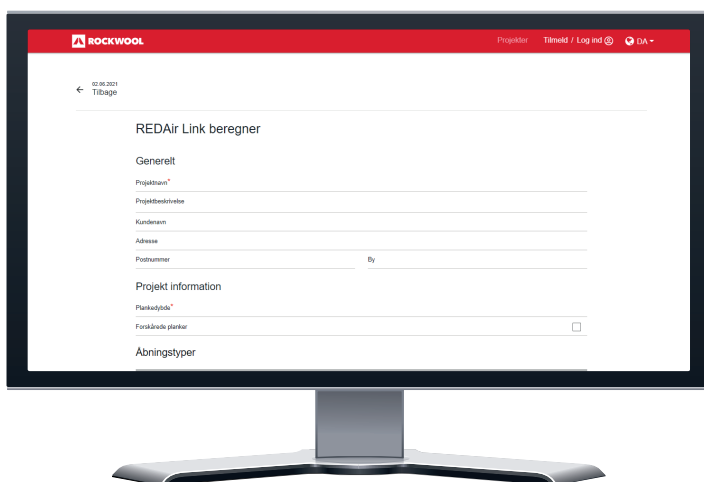 ROCKWOOL
Projekter Tilmeld / Log ind DA
02.06.2021
Tilbage
REDAir Link beregner
Generelt
Projektnavn*
Projektbeskrivelse
Kundenavn
Adresse
Postnummer By
Projekt information
Plankedybde*
Forskårede planker
Åbningstyper